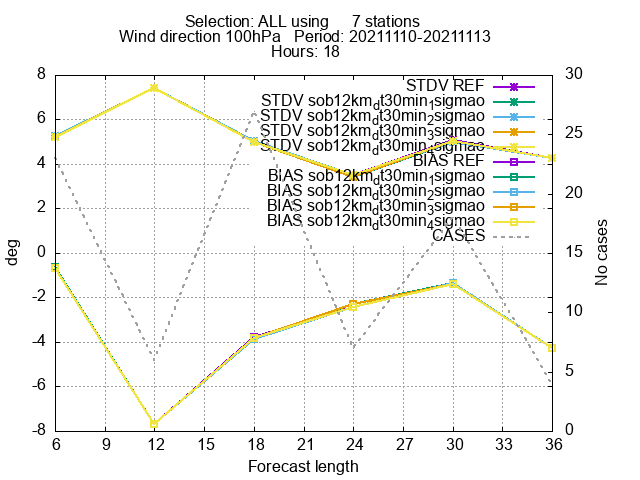 Selection: ALL using 7 stations
Wind direction 100hPa Period: 20211110-20211113
Hours: 18
8 30
STDV REF
STDV sob12km_dt30min_1sigmao
6 25
STDV sob12km_dt30min_2sigmao
STDV sob12km_dt30min_3sigmao
STDV sob12km_dt30min_4sigmao
4 20
BIAS REF
BIAS sob12km_dt30min_1sigmao
BIAS sob12km_dt30min_2sigmao
2
BIAS sob12km_dt30min_3sigmao
BIAS sob12km_dt30min_4sigmao
CASES
deg
No cases
0 15
-2 10
-4
-6 5
-8 0
6 9 12 15 18 21 24 27 30 33 36
Forecast length